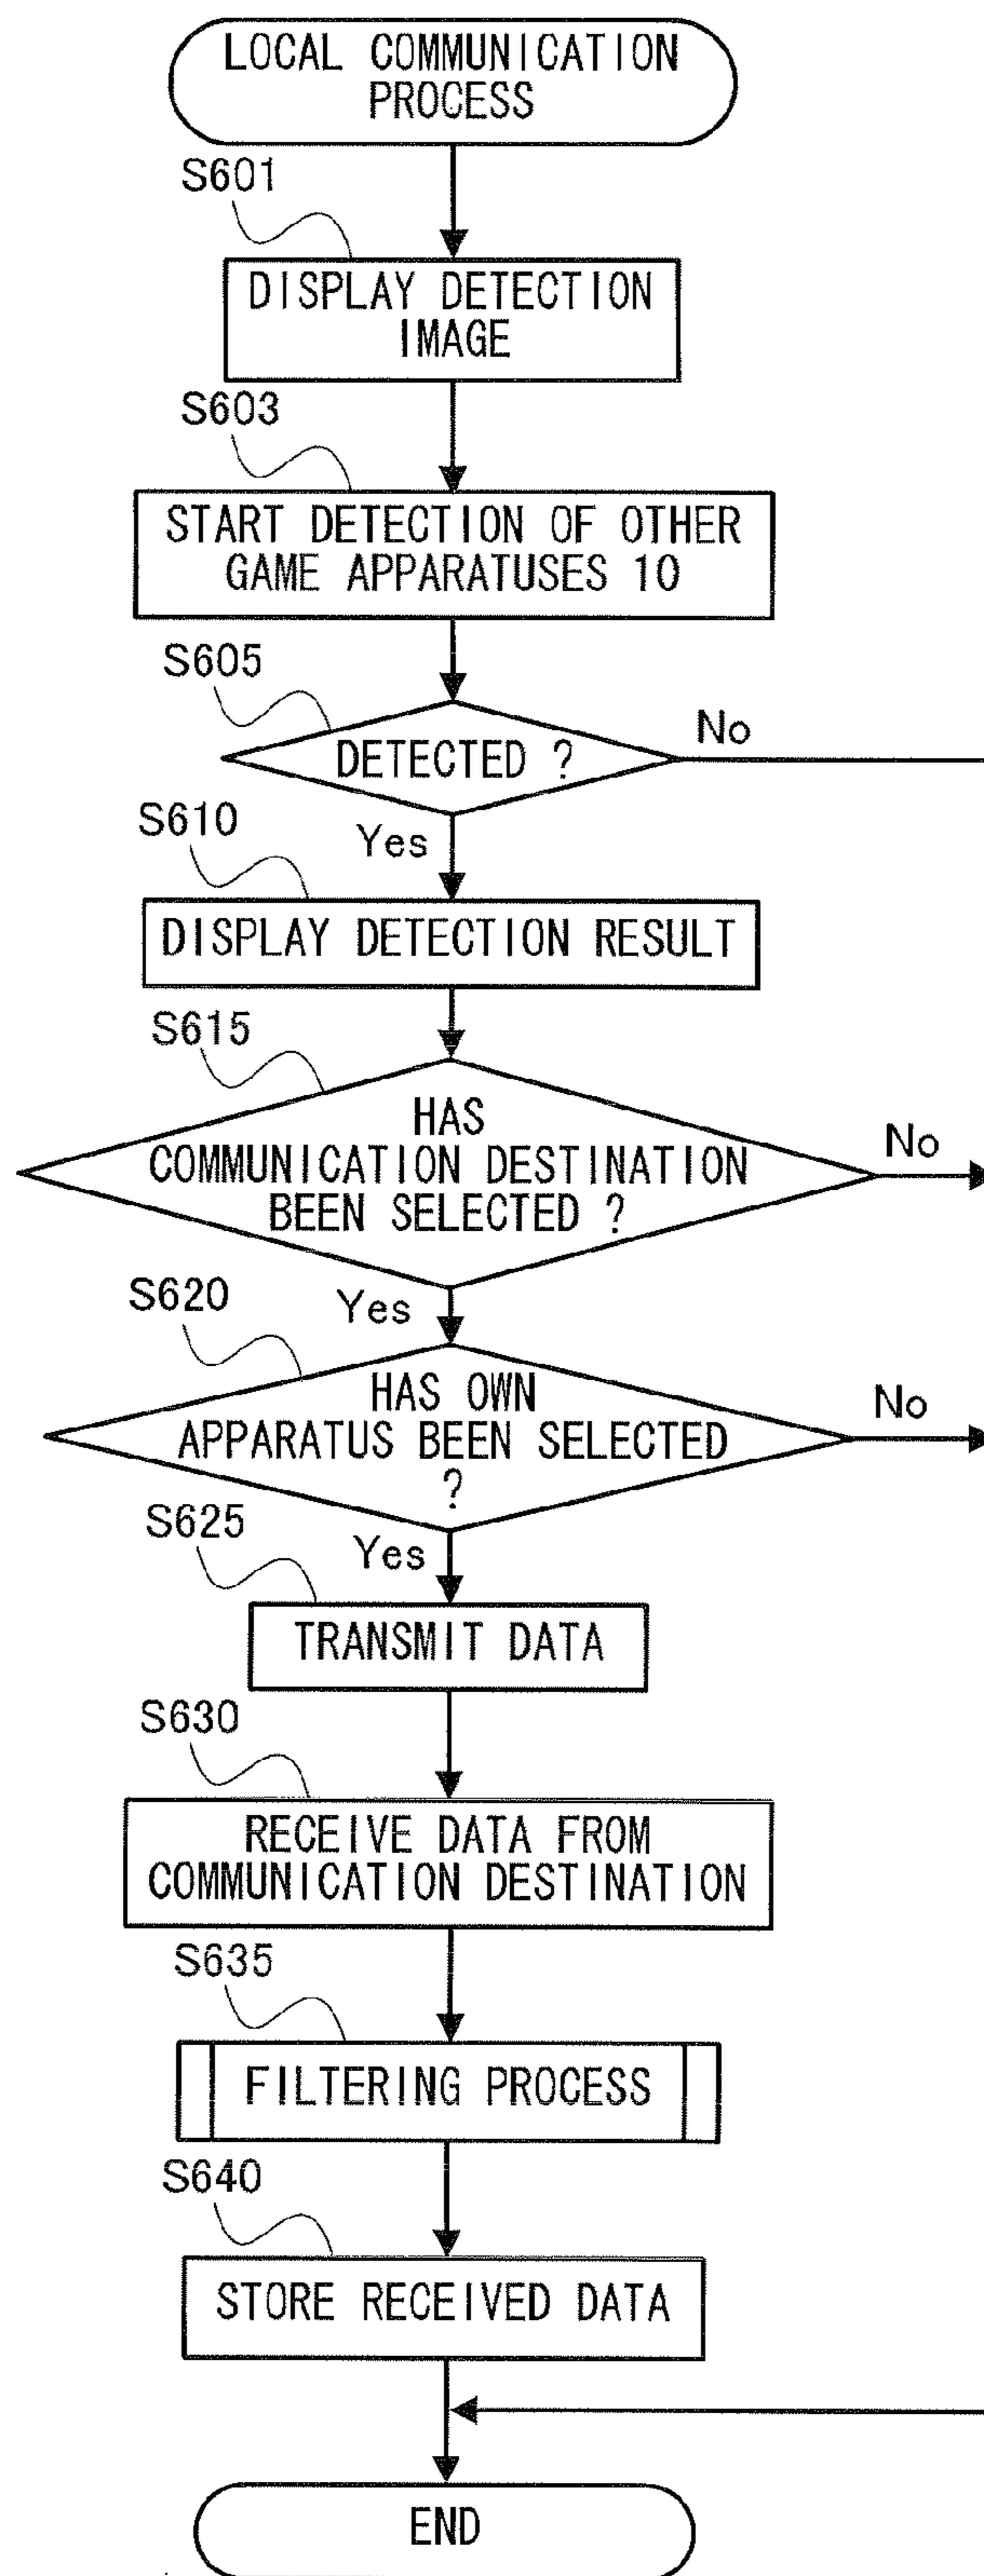 LOCAL COMMUNICATION
PROCESS
S601
DISPLAY DETECTION
IMAGE
S603
START DETECTION OF OTHER
GAME APPARATUSES 10
S605
DETECTED ?
No
Yes
S610
DISPLAY DETECTION RESULT
S615
HAS
COMMUNICATION DESTINATION
BEEN SELECTED ?
No
Yes
S620
HAS OWN
APPARATUS BEEN SELECTED
?
No
Yes
S625
TRANSMIT DATA
S630
RECEIVE DATA FROM
COMMUNICATION DESTINATION
S635
FILTERING PROCESS
S640
STORE RECEIVED DATA
END